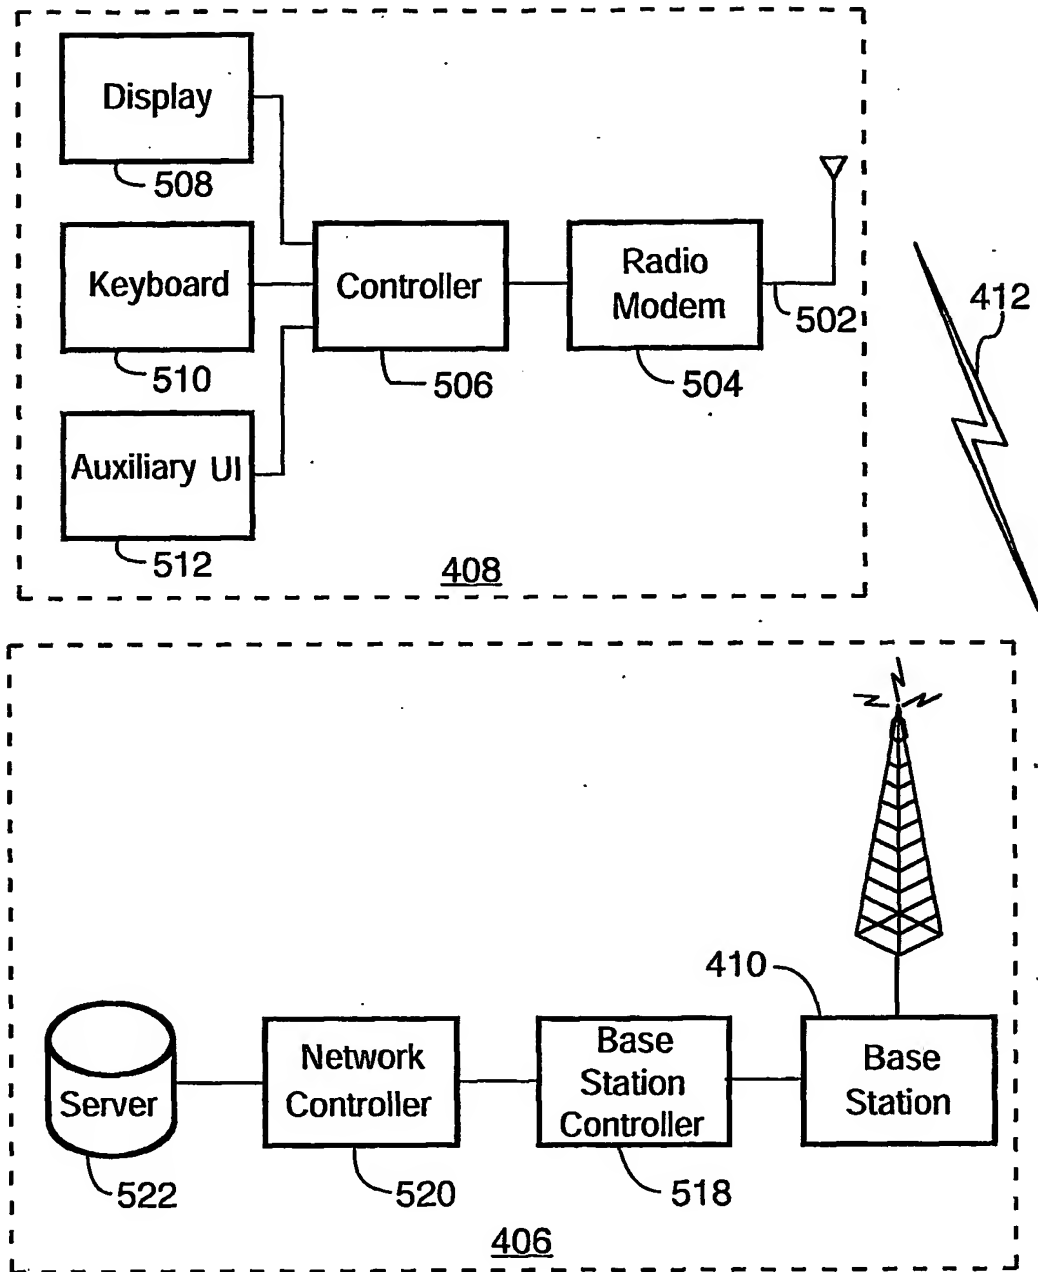 Display
508
Keyboard
510
Auxiliary UI
512
Controller
506
Radio
Modem
504
502
408
412
Server
522
Network
Controller
520
Base
Station
Controller
518
410
Base
Station
406